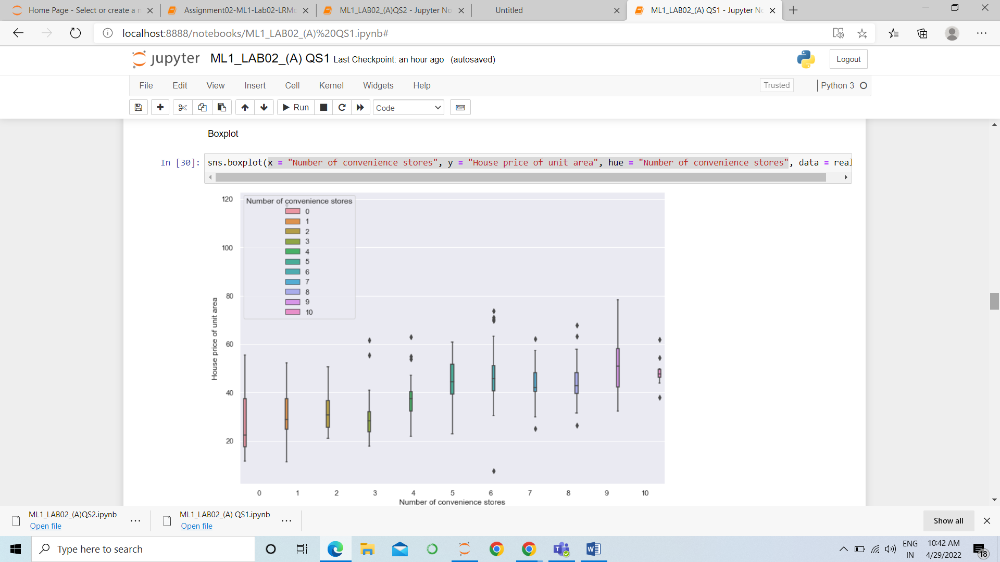 Home Page - Select or create a n
Assignment02-ML1-Lab02-LRMo
ML1_LAB02_(A)QS2 - Jupyter No
Untitled
ML1_LAB02_(A) QS1 - Jupyter No
localhost:8888/notebooks/ML1_LAB02_(A)%20QS1.ipynb#
jupyter ML1_LAB02_(A) QS1 Last Checkpoint: an hour ago (autosaved)
Logout
File Edit View Insert Cell Kernel Widgets Help
Trusted
Python 3
Run
Code
Boxplot
In [30]: sns.boxplot(x = "Number of convenience stores", y = "House price of unit area", hue = "Number of convenience stores", data = real
Number of convenience stores
0
1
2
3
4
5
6
7
8
9
10
120
100
80
60
40
20
House price of unit area
0 1 2 3 4 5 6 7 8 9 10
Number of convenience stores
ML1_LAB02_(A)QS2.ipynb
Open file
ML1_LAB02_(A) QS1.ipynb
Open file
Show all
Type here to search
ENG
IN
10:42 AM
4/29/2022
18